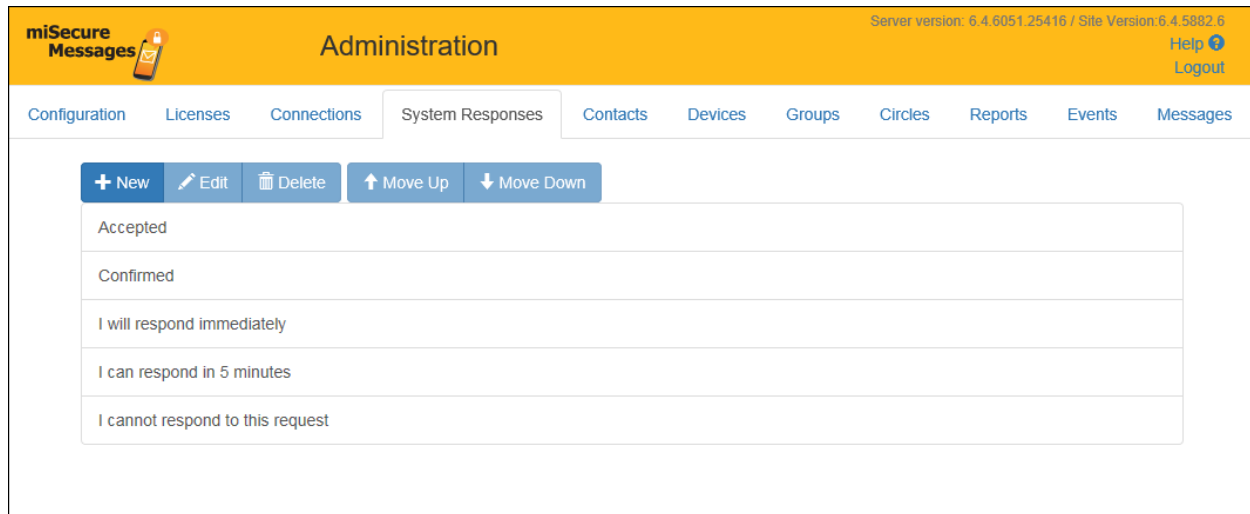 miSecure
Messages
Administration
Server version: 6.4.6051.25416 / Site Version:6.4.5882.6
Help
Logout
Configuration Licenses Connections System Responses Contacts Devices Groups Circles Reports Events Messages
New Edit Delete Move Up Move Down
Accepted
Confirmed
I will respond immediately
I can respond in 5 minutes
I cannot respond to this request